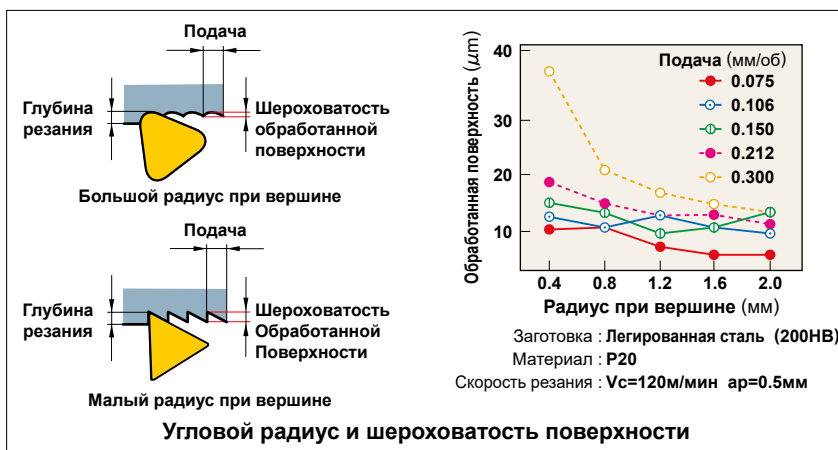 Подача
Глубина
резания
Шероховатость
обработанной
поверхности
Большой радиус при вершине
Подача
Глубина
резания
Шероховатость
Обработанной
Поверхности
Малый радиус при вершине
Обработанная поверхность (μm)
40
30
20
10
Подача (мм/об)
0.075
0.106
0.150
0.212
0.300
0.4 0.8 1.2 1.6 2.0
Радиус при вершине (мм)
Заготовка : Легированная сталь (200HB)
Материал : P20
Скорость резания : Vc=120м/мин ap=0.5мм
Угловой радиус и шероховатость поверхности